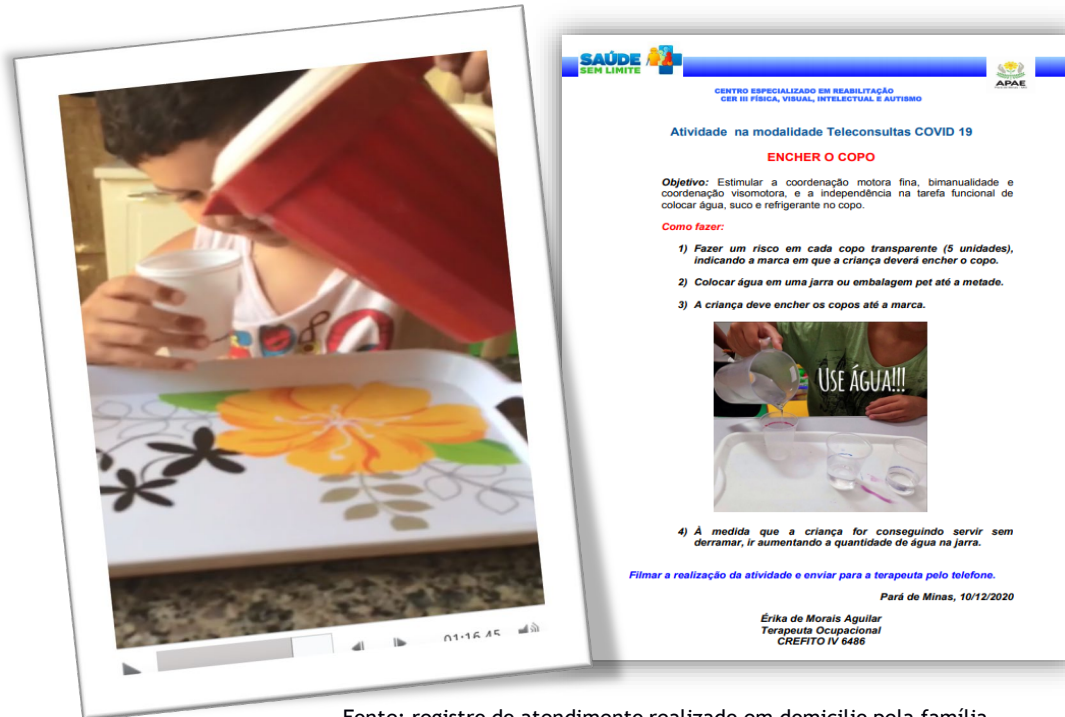 SAÚDE
SEM LIMITE
APAE
CENTRO ESPECIALIZADO EM REABILITAÇÃO
CER III FÍSICA, VISUAL, INTELECTUAL E AUTISMO
Atividade na modalidade Teleconsultas COVID 19
ENCHER O COPO
Objetivo: Estimular a coordenação motora fina, bimanualidade e
coordenação visomotora, e a independência na tarefa funcional de
colocar água, suco e refrigerante no copo.
Como fazer:
1) Fazer um risco em cada copo transparente (5 unidades),
indicando a marca em que a criança deverá encher o copo.
2) Colocar água em uma jarra ou embalagem pet até a metade.
3) A criança deve encher os copos até a marca.
USE ÁGUA!!!
4) À medida que a criança for conseguindo servir sem
derramar, ir aumentando a quantidade de água na jarra.
Filmar a realização da atividade e enviar para a terapeuta pelo telefone.
Pará de Minas, 10/12/2020
Érika de Morais Aguilar
Terapeuta Ocupacional
CREFITO IV 6486
01:16,45
Fonte: registro de atendimento realizado em domicilio pela família